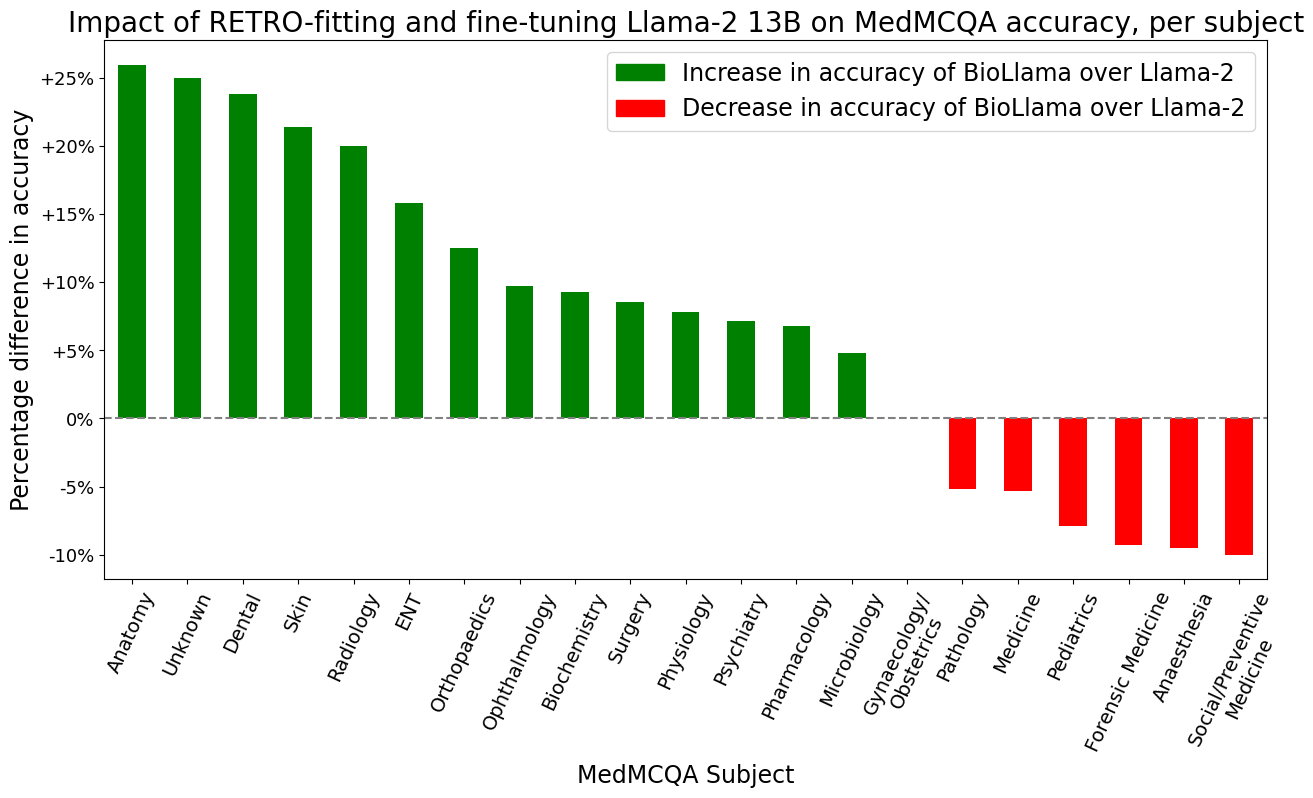 Impact of RETRO-fitting and fine-tuning Llama-2 13B on MedMCQA accuracy, per subject
Increase in accuracy of BioLlama over Llama-2
Decrease in accuracy of BioLlama over Llama-2
Percentage difference in accuracy
+25%
+20%
+15%
+10%
+5%
0%
-5%
-10%
Anatomy
Unknown
Dental
Skin
Radiology
ENT
Orthopaedics
Ophthalmology
Biochemistry
Surgery
Physiology
Psychiatry
Pharmacology
Microbiology
Gynaecology/
Obstetrics
Pathology
Medicine
Pediatrics
Forensic Medicine
Anaesthesia
Social/Preventive
Medicine
MedMCQA Subject